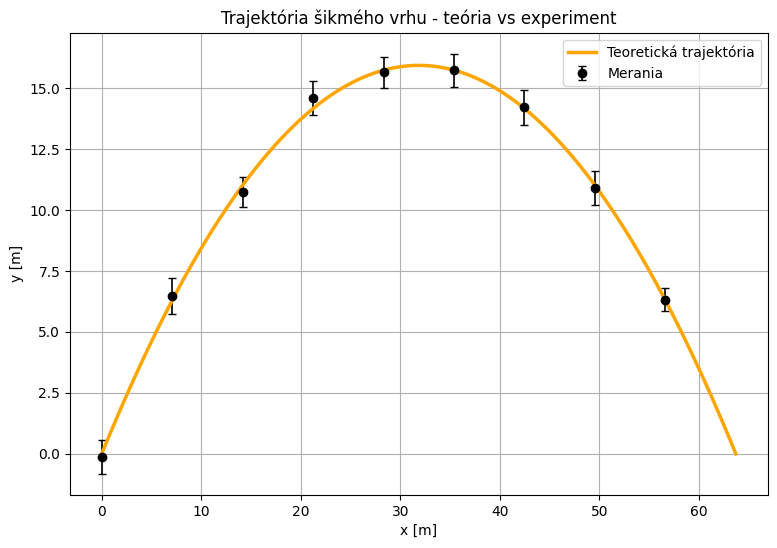 Trajektória šikmého vrhu - teória vs experiment
Teoretická trajektória
Merania
15.0
12.5
10.0
7.5
5.0
2.5
0.0
y [m]
0 10 20 30 40 50 60
x [m]